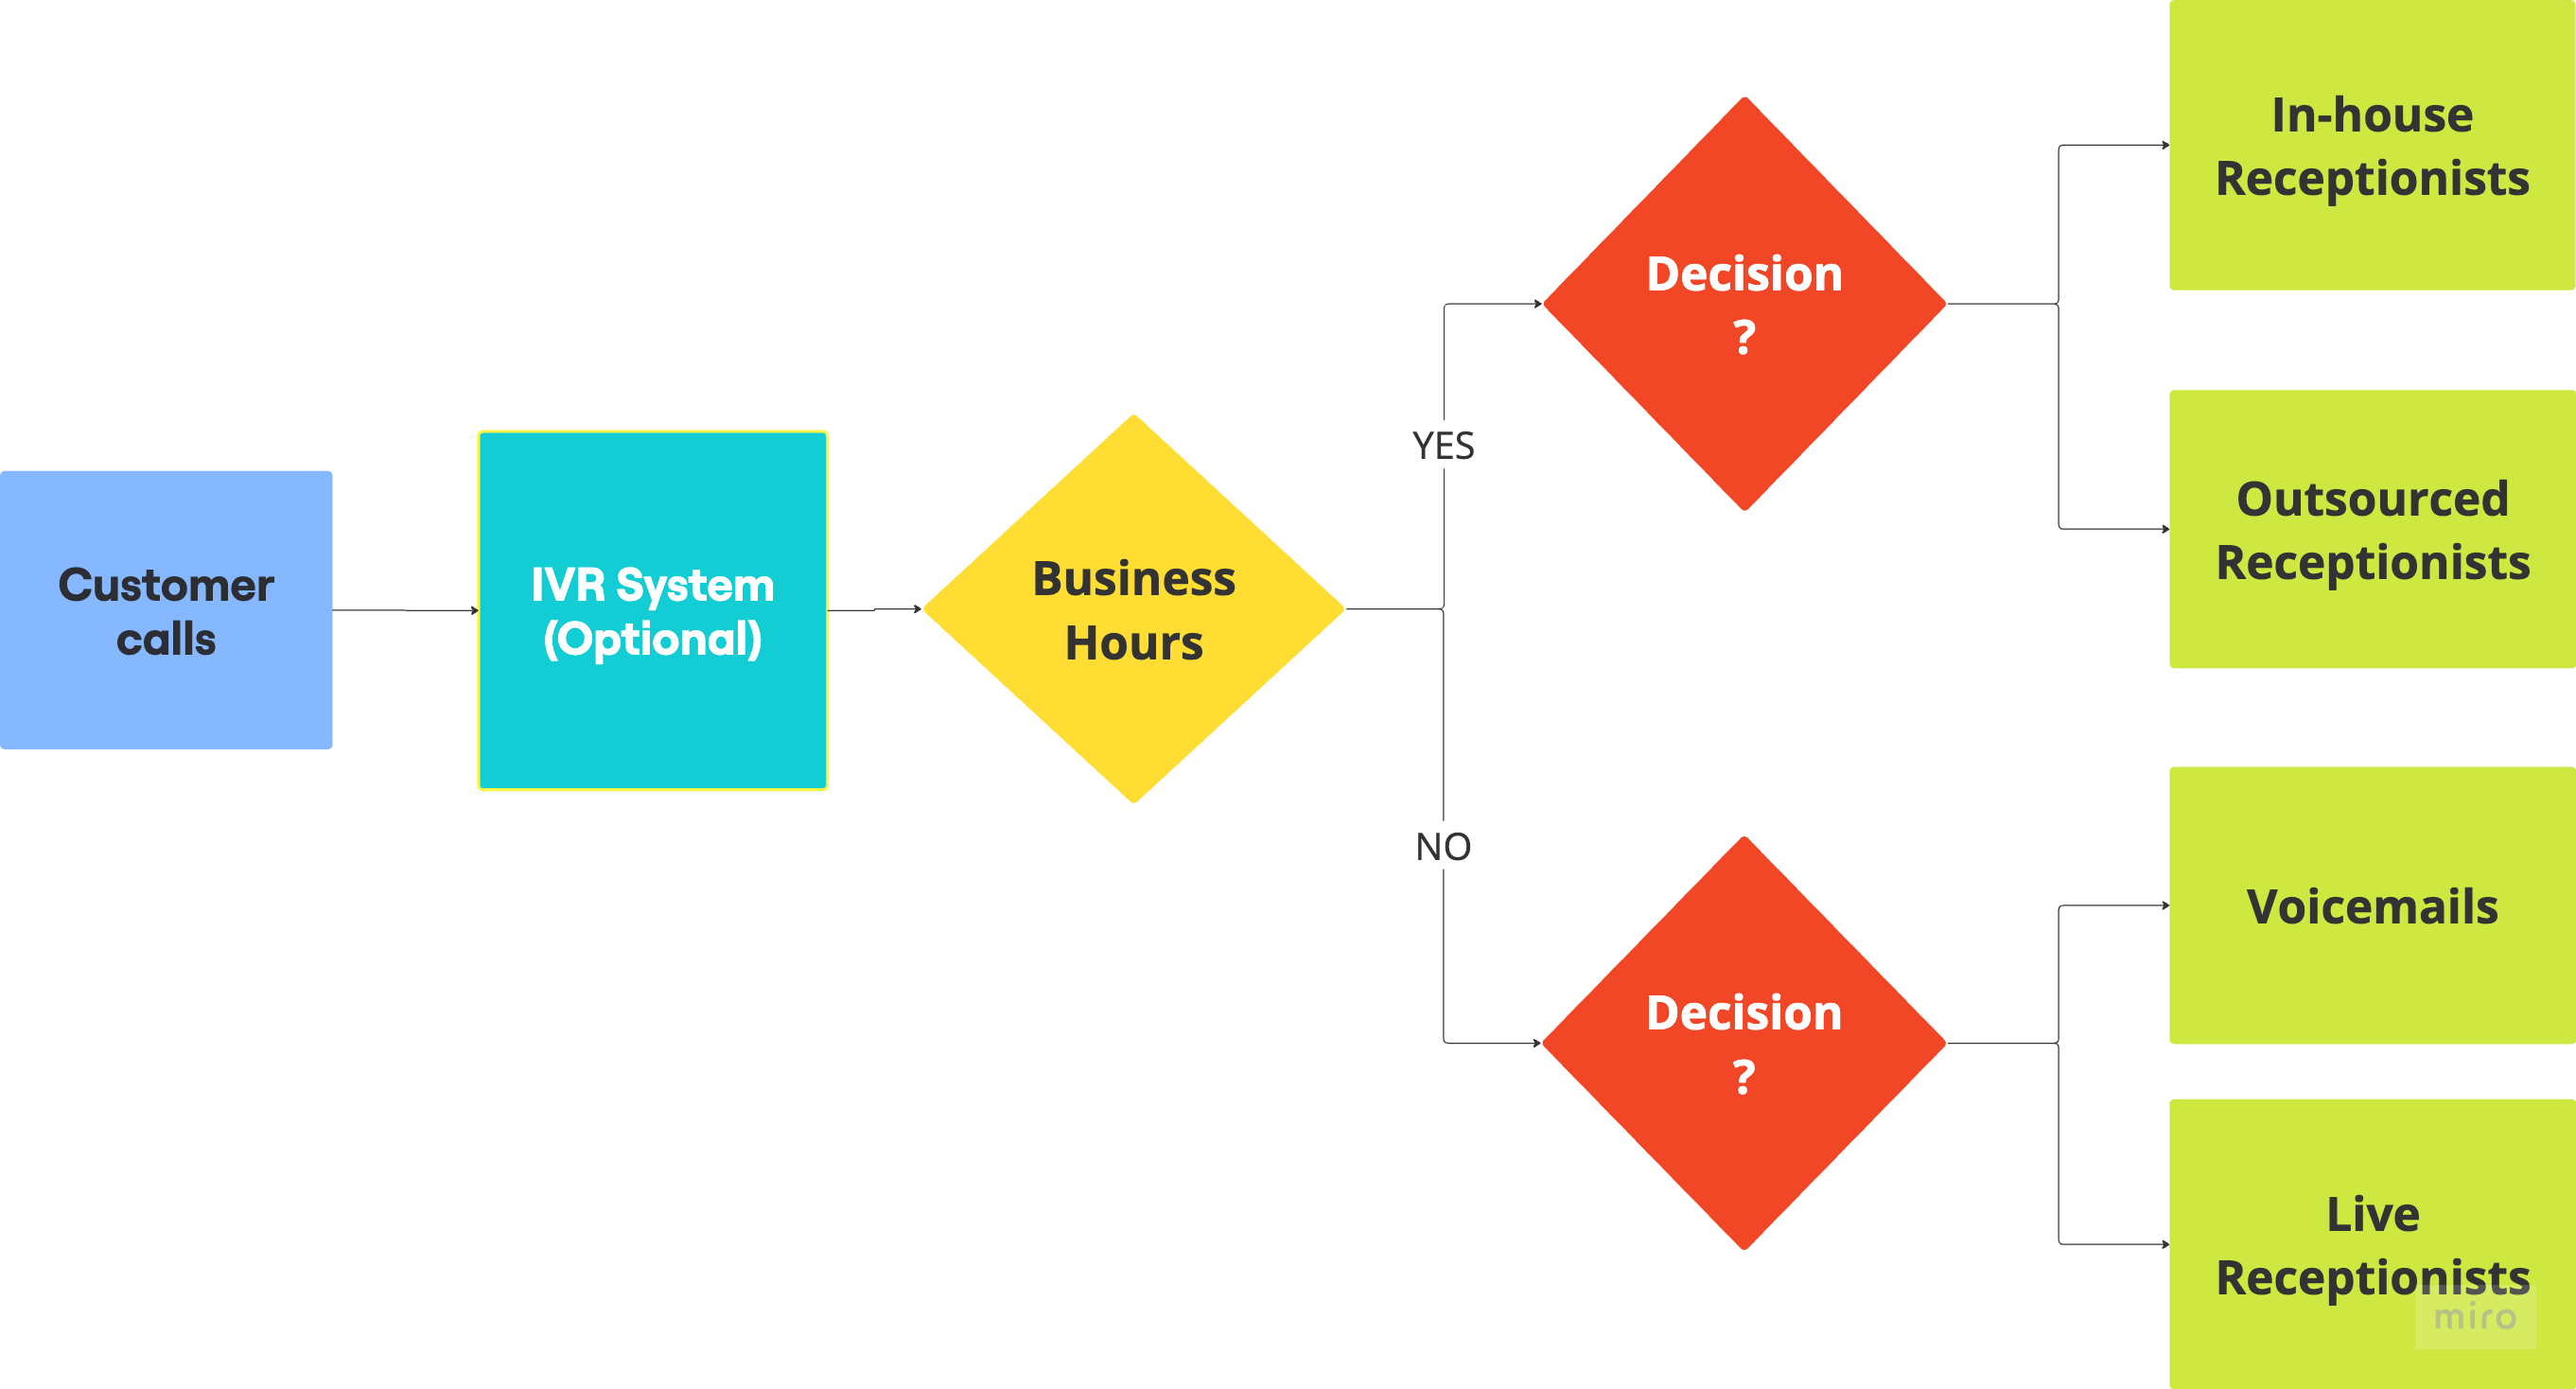 Customer
calls
IVR System
(Optional)
Business
Hours
YES
NO
Decision
?
Decision
?
In-house
Receptionists
Outsourced
Receptionists
Voicemails
Live
Receptionists
miro